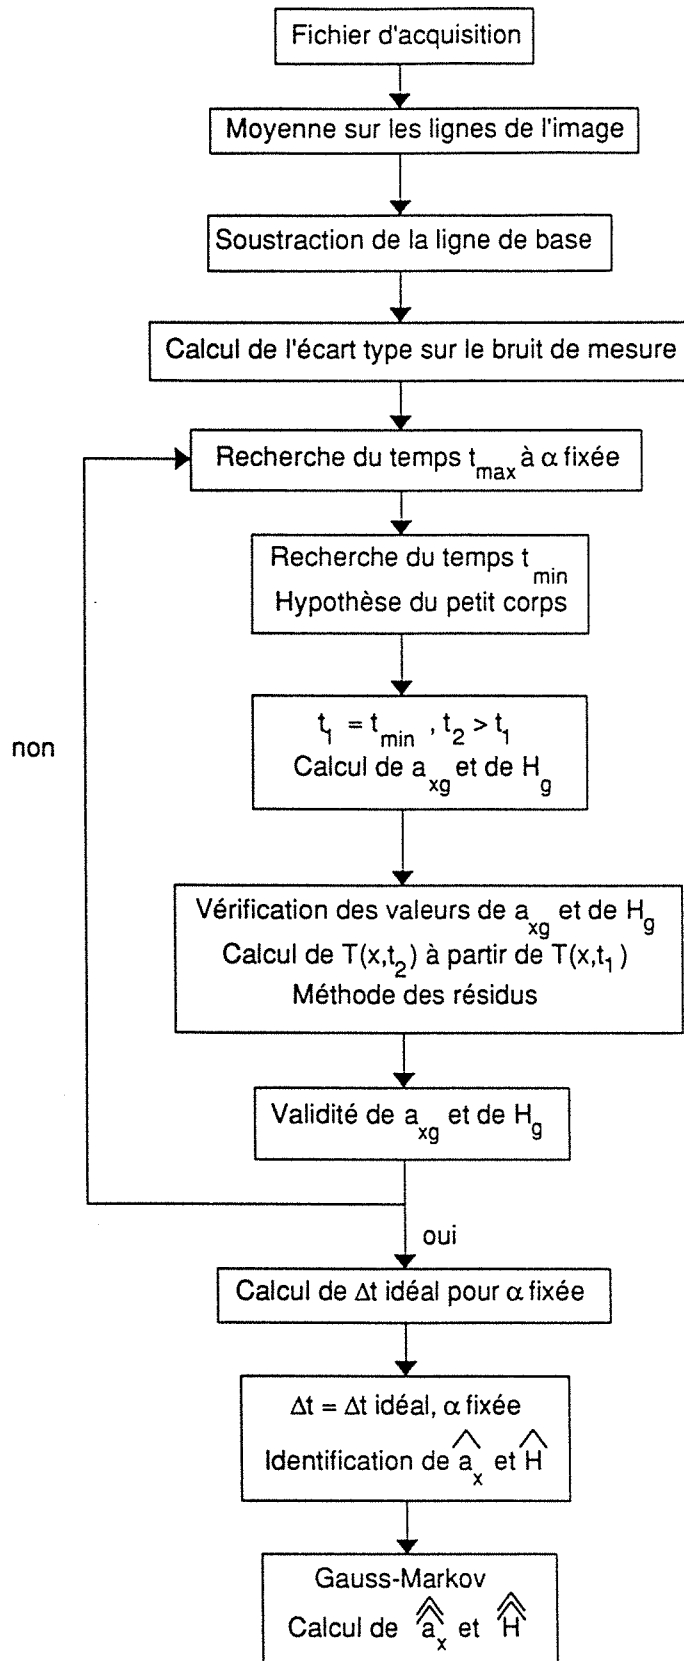 Fichier d'acquisition
Moyenne sur les lignes de l'image
Soustraction de la ligne de base
Calcul de l'écart type sur le bruit de mesure
Recherche du temps t_max à α fixée
Recherche du temps t_min
Hypothèse du petit corps
t_1 = t_min , t_2 > t_1
Calcul de a_xg et de H_g
non
Vérification des valeurs de a_xg et de H_g
Calcul de T(x,t_2) à partir de T(x,t_1)
Méthode des résidus
Validité de a_xg et de H_g
oui
Calcul de Δt idéal pour α fixée
Δt = Δt idéal, α fixée
Identification de â_x et Ĥ
Gauss-Markov
Calcul de â̂_x et Ĥ̂